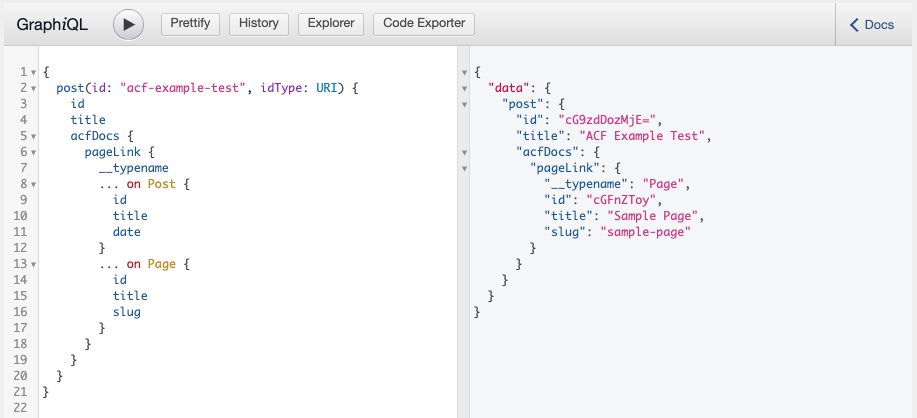 GraphiQL Prettify History Explorer Code Exporter Docs
1 {
2 post(id: "acf-example-test", idType: URI) {
3 id
4 title
5 acfDocs {
6 pageLink {
7 __typename
8 ... on Post {
9 id
10 title
11 date
12 }
13 ... on Page {
14 id
15 title
16 slug
17 }
18 }
19 }
20 }
21 }
22
{
"data": {
"post": {
"id": "cG9zdDozMjE=",
"title": "ACF Example Test",
"acfDocs": {
"pageLink": {
"__typename": "Page",
"id": "cGFnZToy",
"title": "Sample Page",
"slug": "sample-page"
}
}
}
}
}